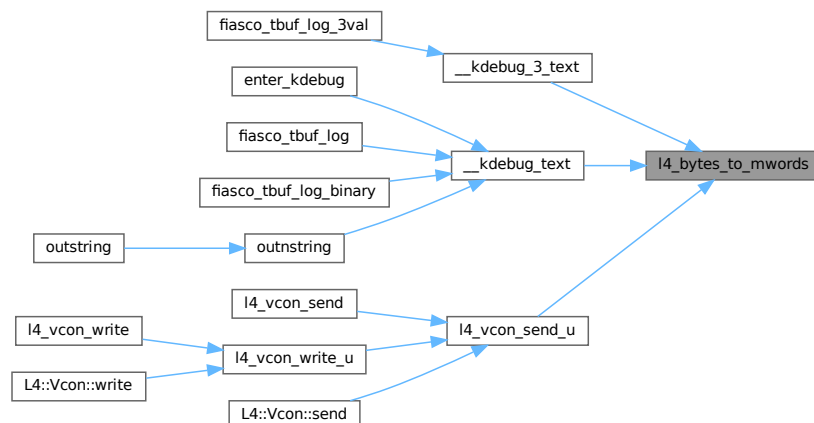 fiasco_tbuf_log_3val
__kdebug_3_text
enter_kdebug
fiasco_tbuf_log
l4_bytes_to_mwords
__kdebug_text
fiasco_tbuf_log_binary
outstring
outnstring
l4_vcon_send
l4_vcon_write
l4_vcon_send_u
l4_vcon_write_u
L4::Vcon::write
L4::Vcon::send